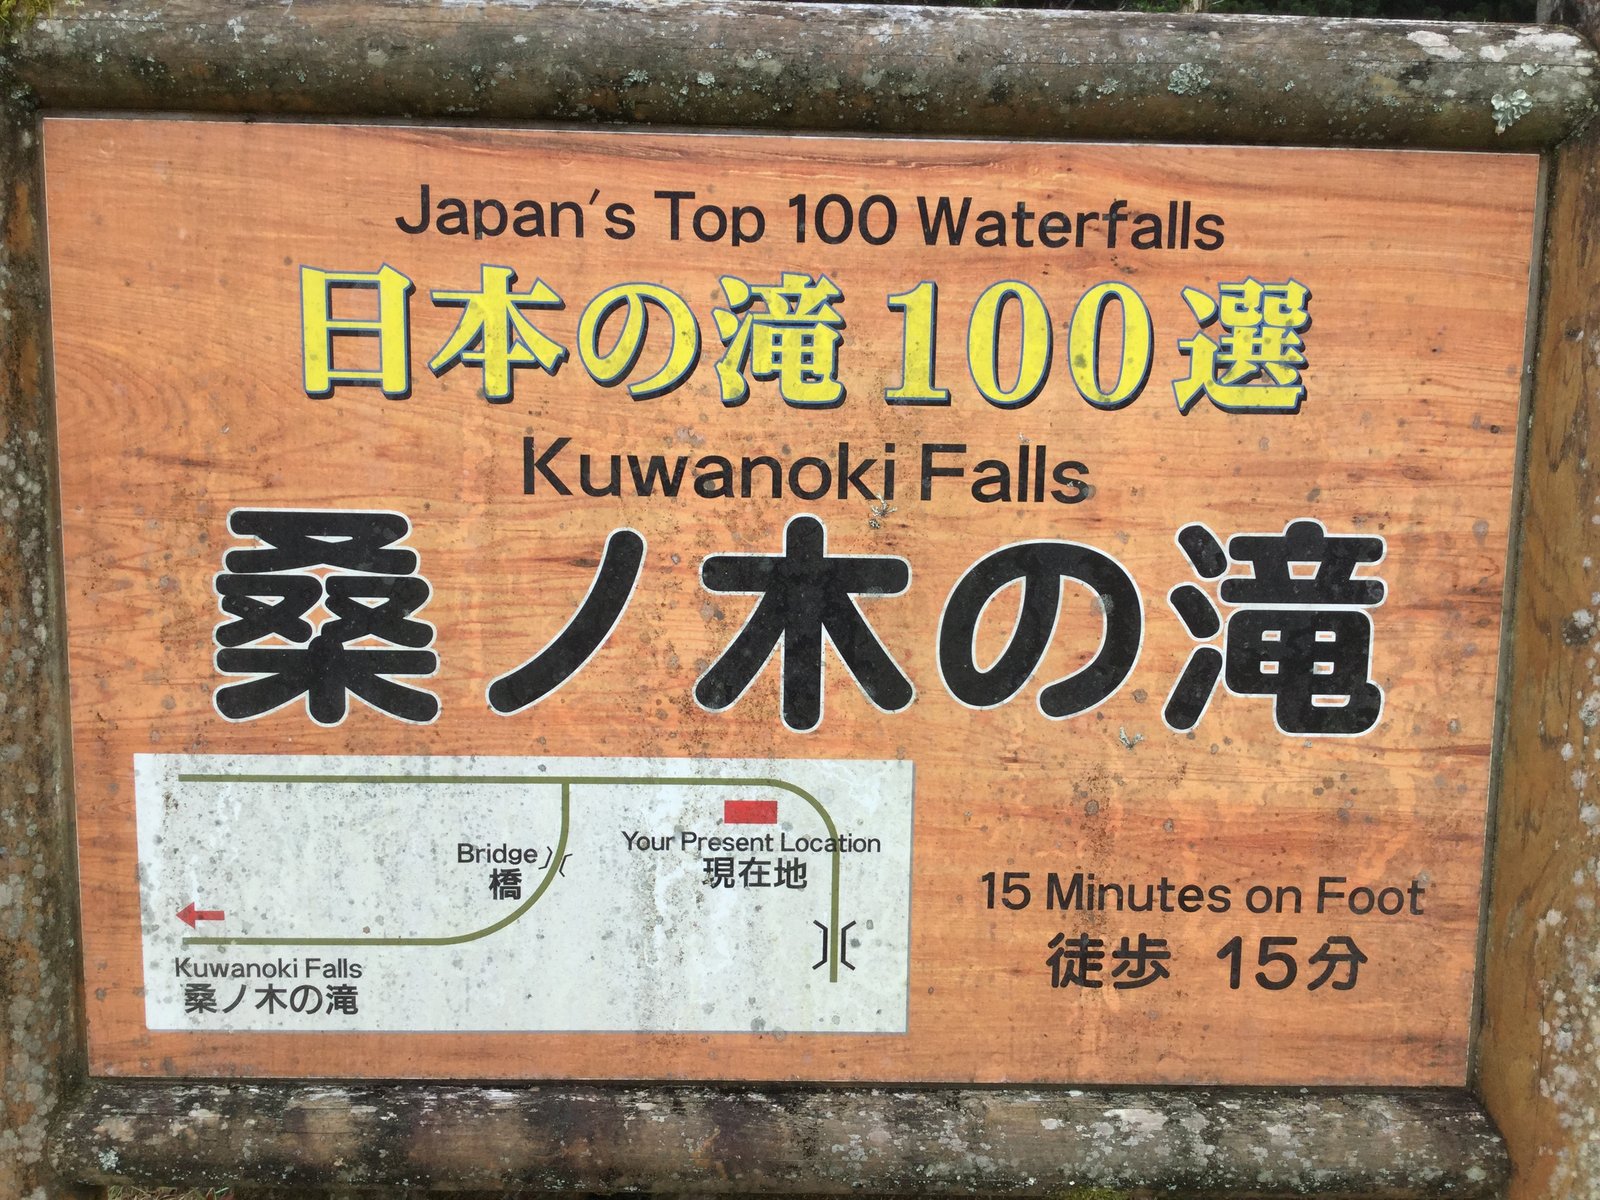 Japan's Top 100 Waterfalls
日本の滝100選
Kuwanoki Falls
桑ノ木の滝
Bridge
橋
Your Present Location
現在地
Kuwanoki Falls
桑ノ木の滝
15 Minutes on Foot
徒歩 15分